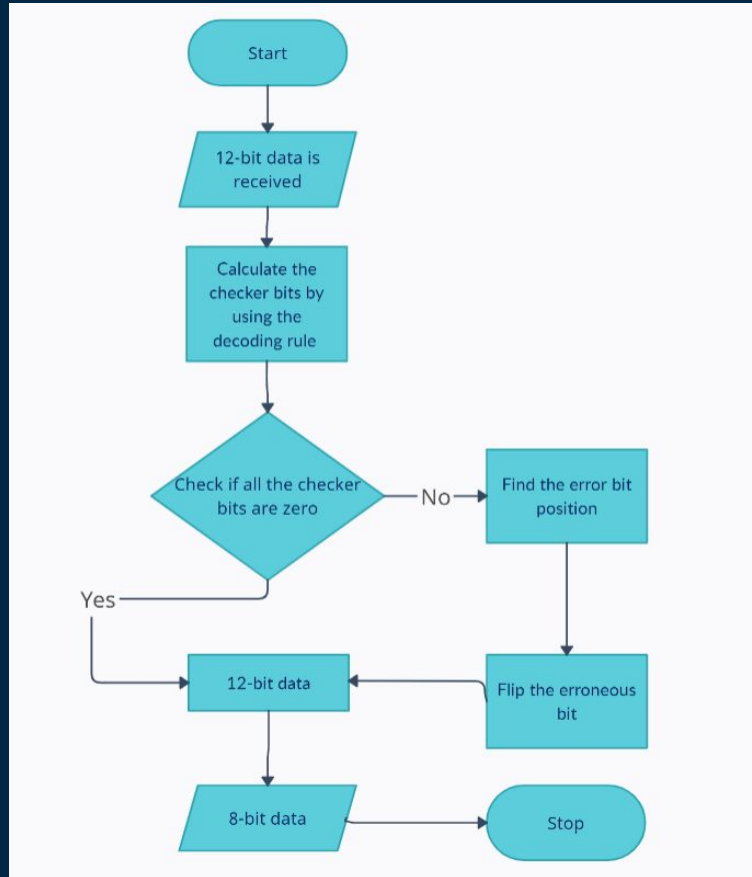 Start
12-bit data is
received
Calculate the
checker bits by
using the
decoding rule
Check if all the checker
bits are zero
No
Find the error bit
position
Yes
12-bit data
Flip the erroneous
bit
8-bit data
Stop